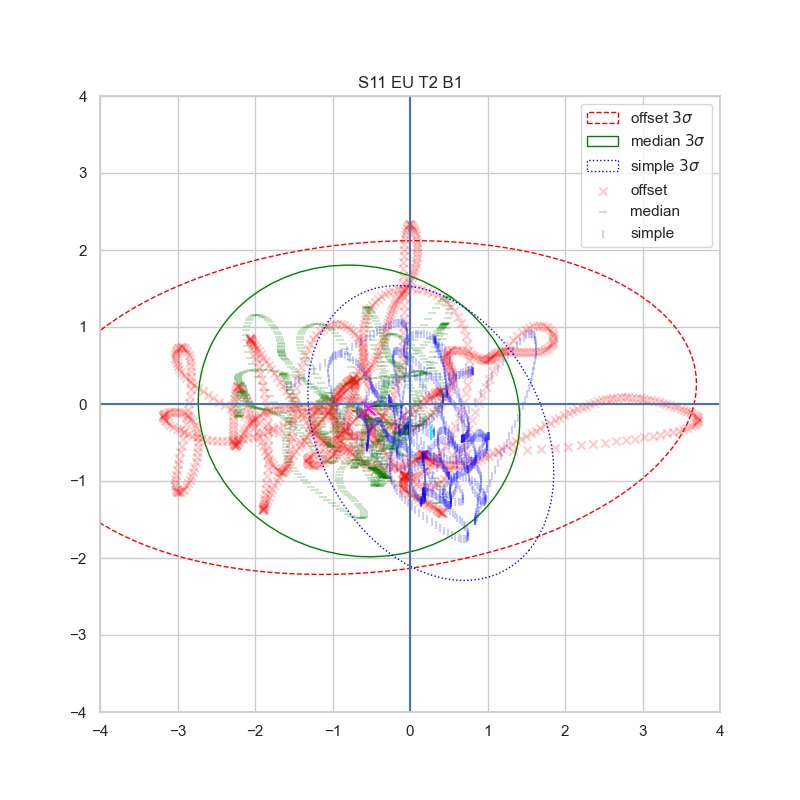 S11 EU T2 B1
4
3
2
1
0
−1
−2
−3
−4
−4 −3 −2 −1 0 1 2 3 4
offset 3σ
median 3σ
simple 3σ
offset
median
simple